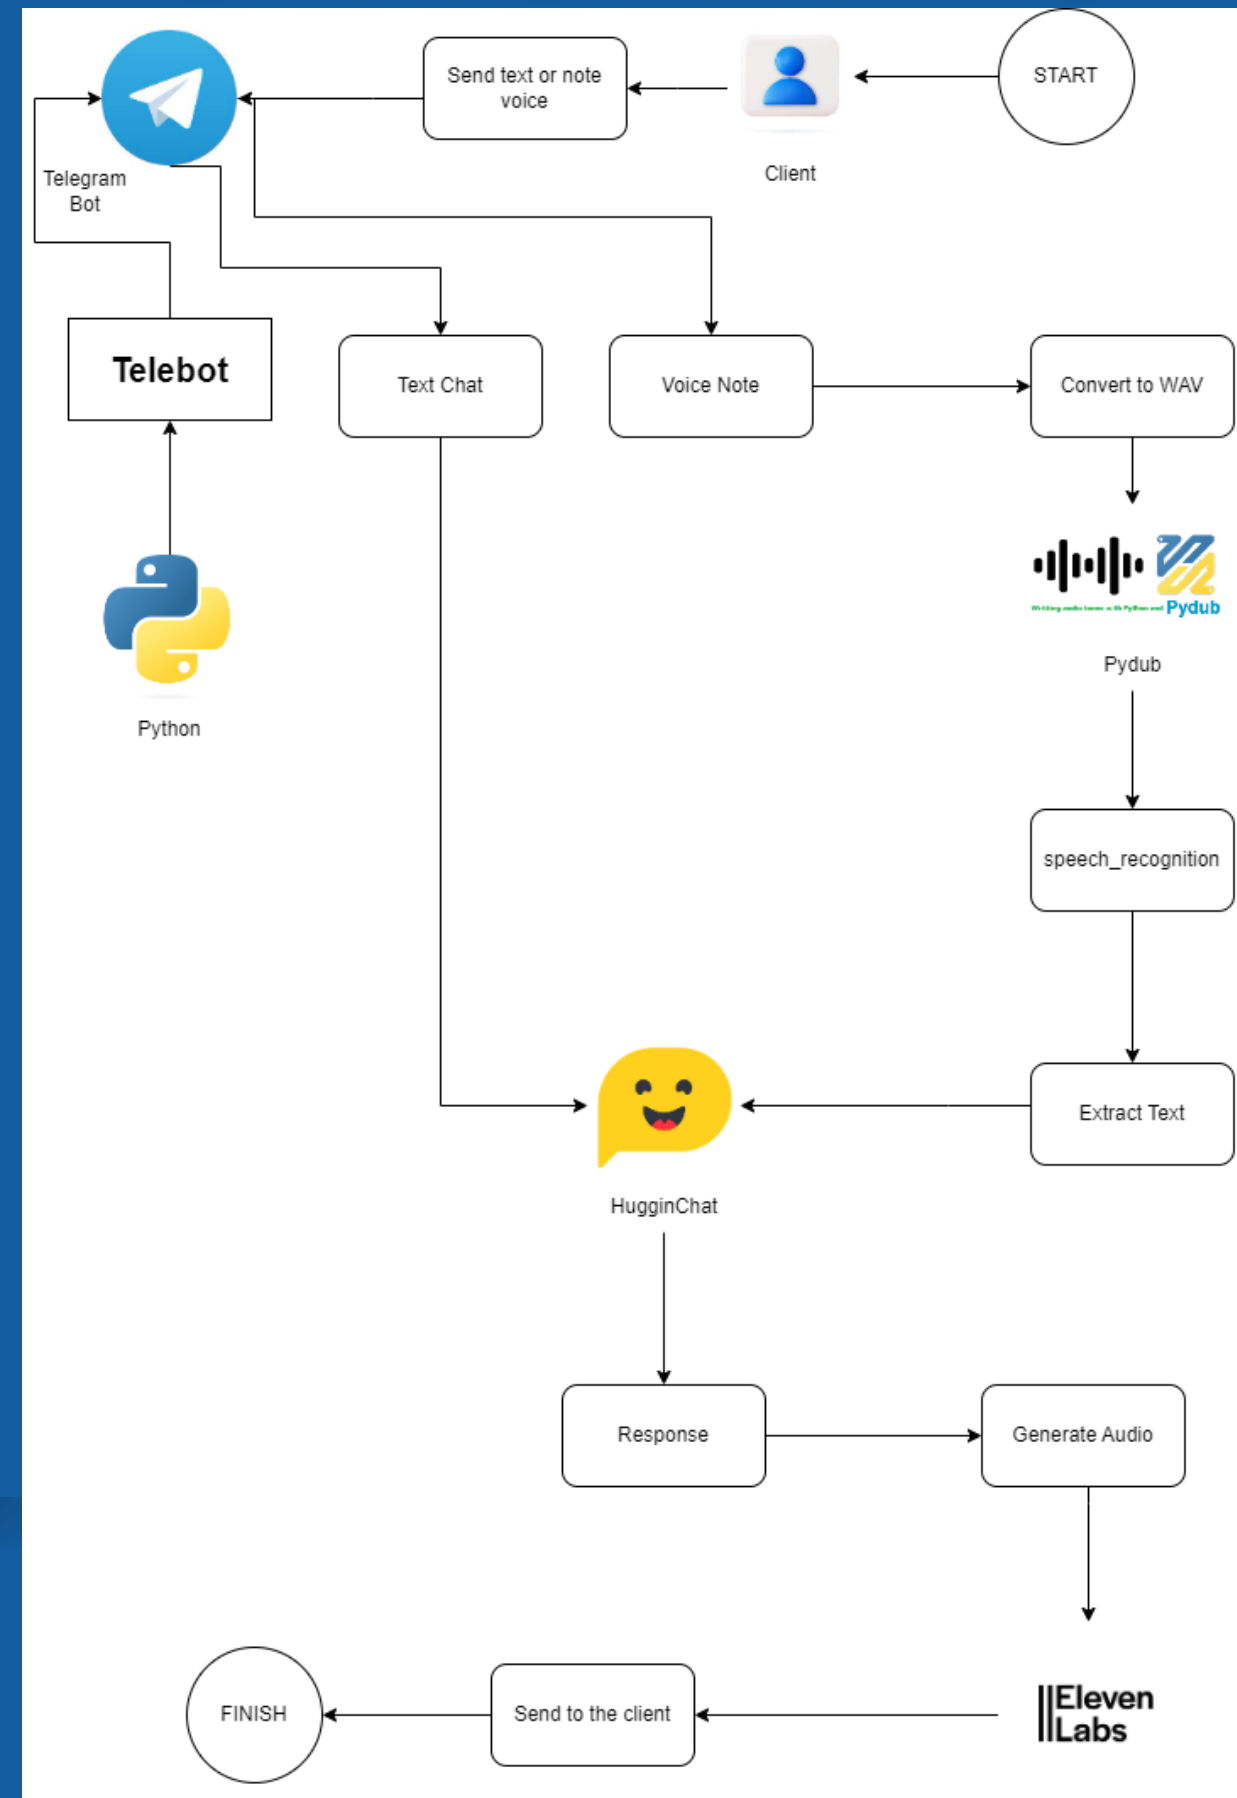 START
Send text or note
voice
Client
Telegram
Bot
Telebot
Text Chat
Voice Note
Convert to WAV
Pydub
Pydub
Python
speech_recognition
Extract Text
HugginChat
Response
Generate Audio
FINISH
Send to the client
Eleven
Labs